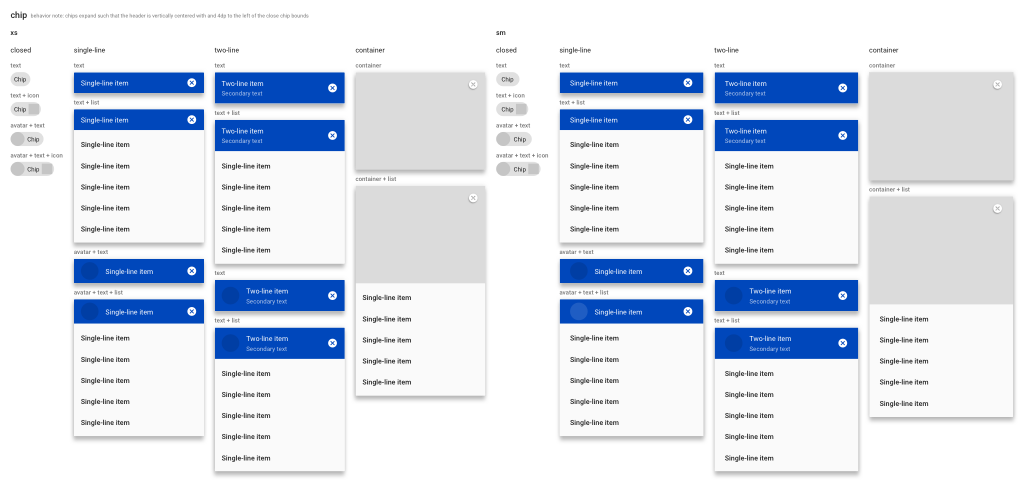 chip behavior note: chips expand such that the header is vertically centered with and 4dp to the left of the close chip bounds
xs
closed
text
Chip
text + icon
Chip
avatar + text
Chip
avatar + text + icon
Chip
single-line
text
Single-line item
text + list
Single-line item
Single-line item
Single-line item
Single-line item
Single-line item
Single-line item
avatar + text
Single-line item
avatar + text + list
Single-line item
Single-line item
Single-line item
Single-line item
Single-line item
Single-line item
two-line
text
Two-line item
Secondary text
text + list
Two-line item
Secondary text
Single-line item
Single-line item
Single-line item
Single-line item
Single-line item
text
Two-line item
Secondary text
text + list
Two-line item
Secondary text
Single-line item
Single-line item
Single-line item
Single-line item
Single-line item
container
container
container + list
Single-line item
Single-line item
Single-line item
Single-line item
Single-line item
sm
closed
text
Chip
text + icon
Chip
avatar + text
Chip
avatar + text + icon
Chip
single-line
text
Single-line item
text + list
Single-line item
Single-line item
Single-line item
Single-line item
Single-line item
Single-line item
avatar + text
Single-line item
avatar + text + list
Single-line item
Single-line item
Single-line item
Single-line item
Single-line item
Single-line item
two-line
text
Two-line item
Secondary text
text + list
Two-line item
Secondary text
Single-line item
Single-line item
Single-line item
Single-line item
Single-line item
text
Two-line item
Secondary text
text + list
Two-line item
Secondary text
Single-line item
Single-line item
Single-line item
Single-line item
Single-line item
container
container
container + list
Single-line item
Single-line item
Single-line item
Single-line item
Single-line item